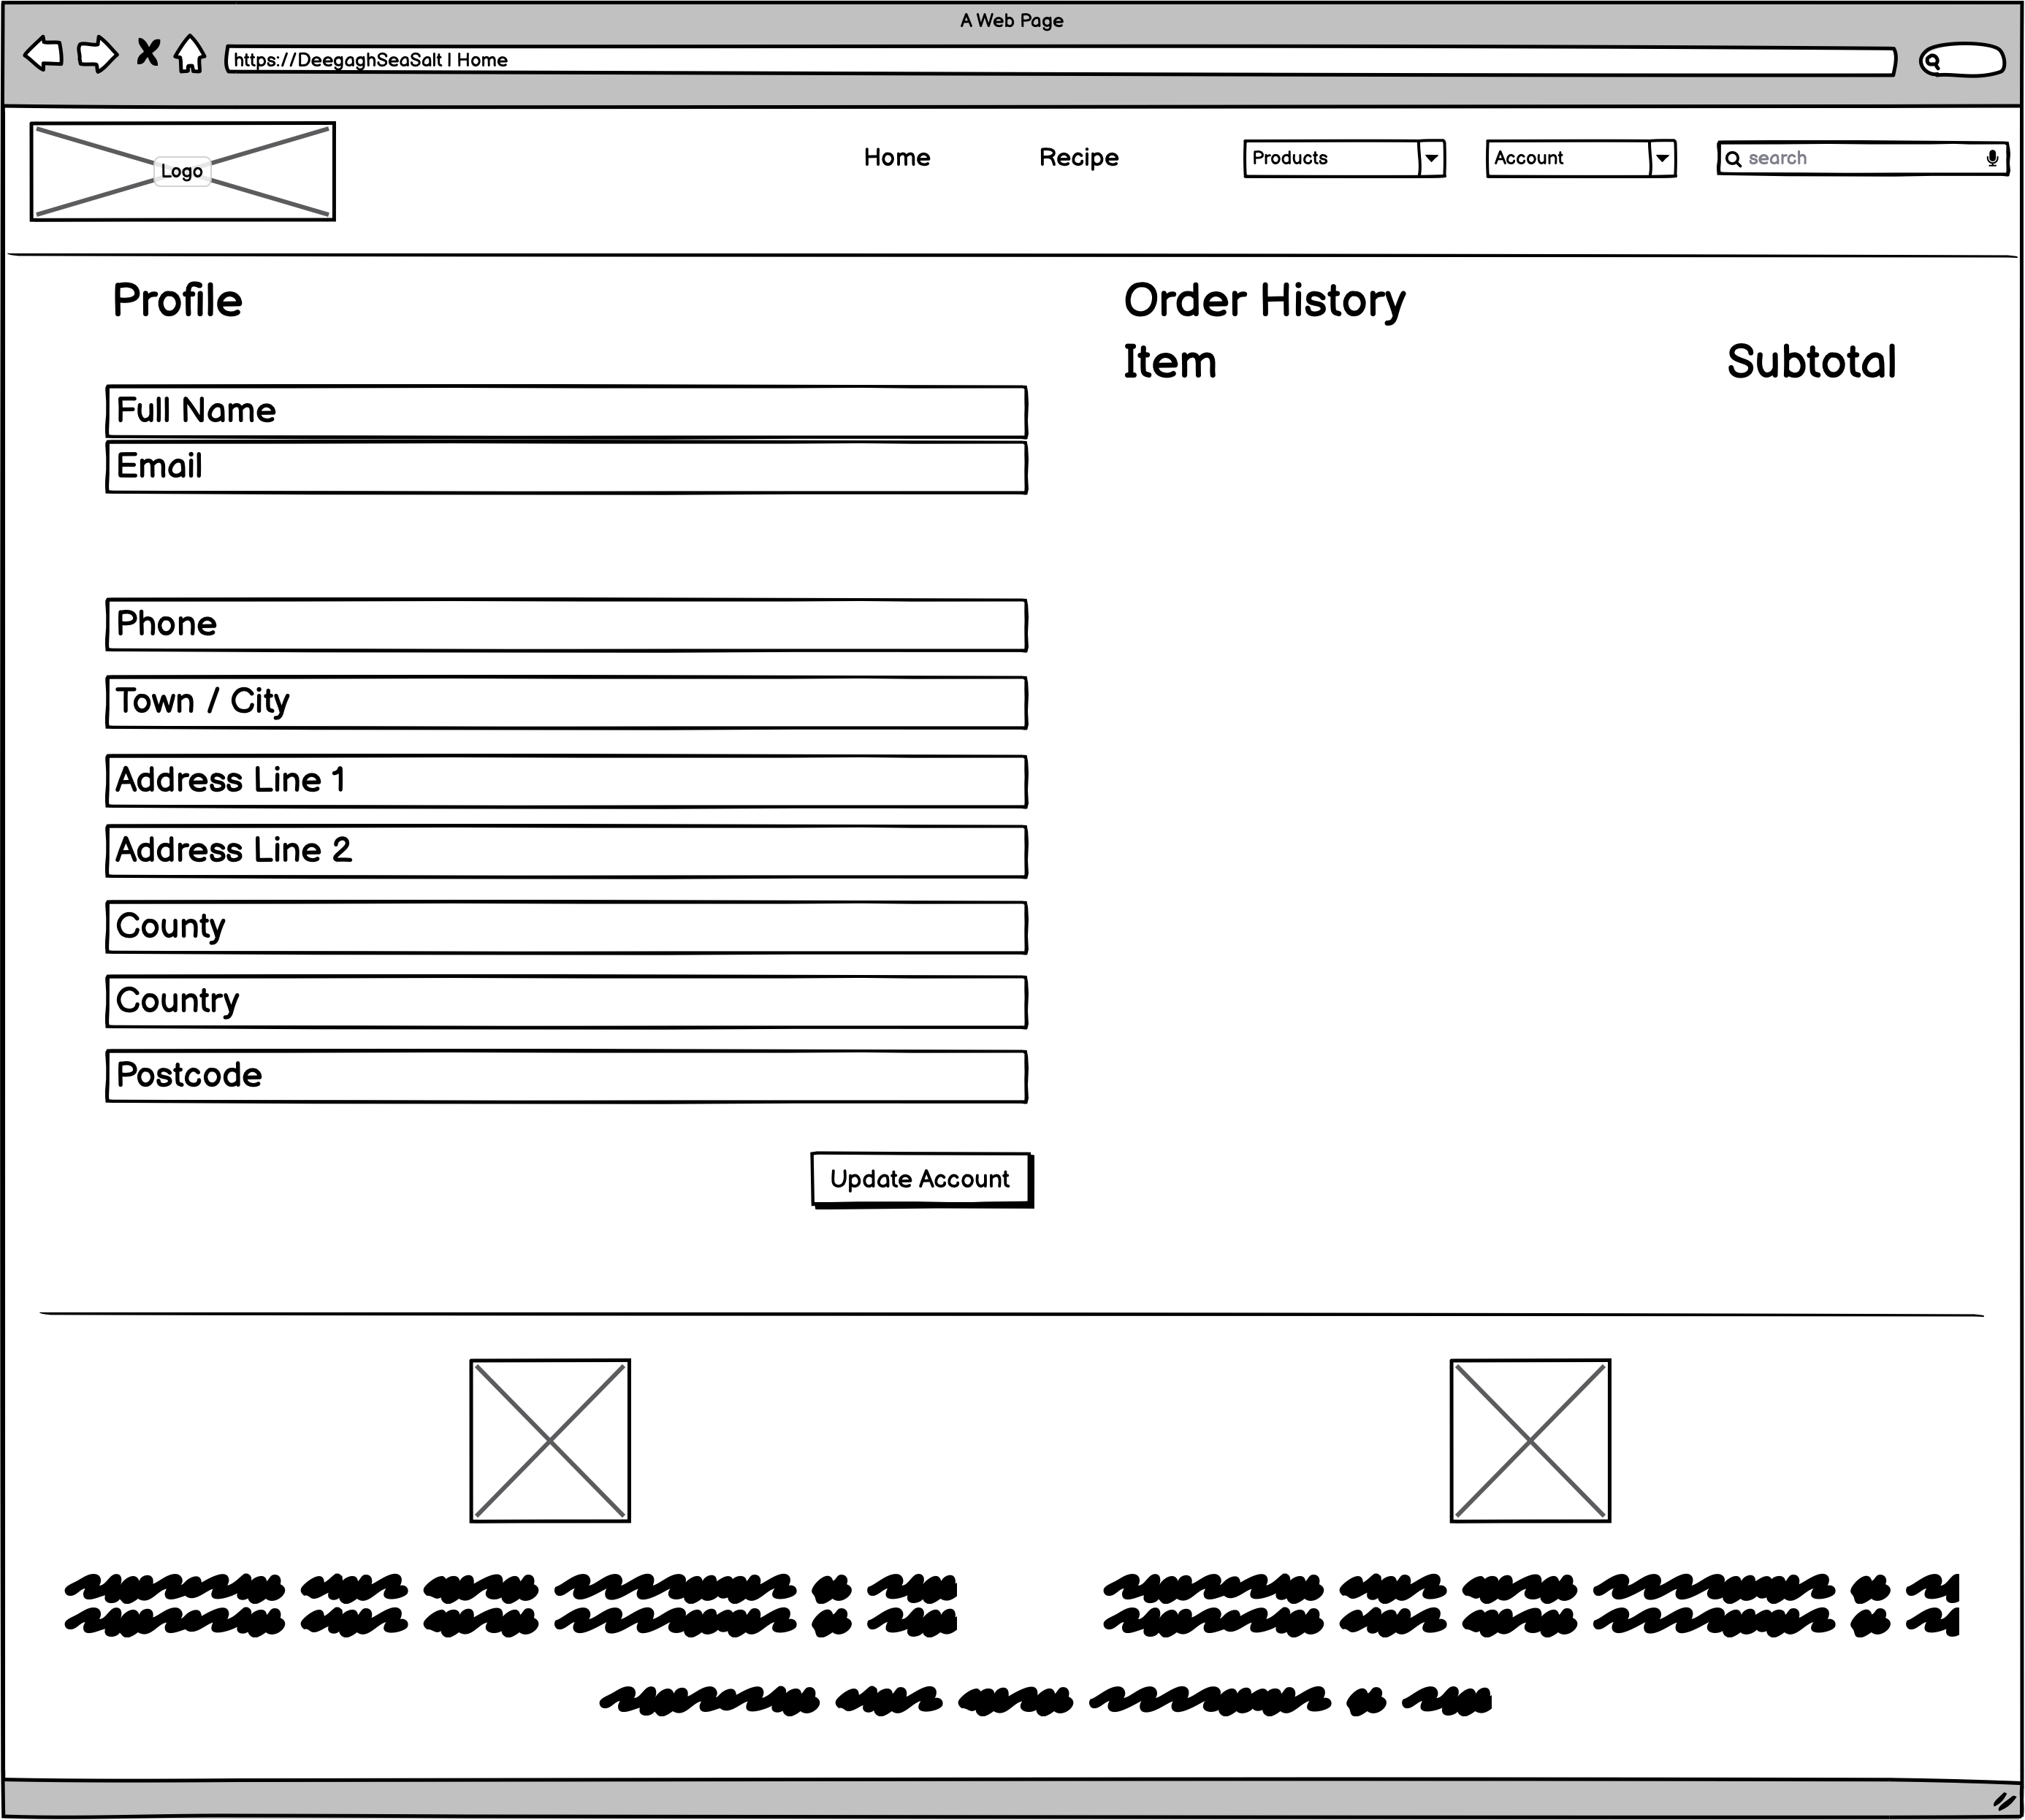 A Web Page
https://DeegaghSeaSalt | Home
Logo
Home
Recipe
Products
Account
search
Profile
Order History
Item
Subtotal
Full Name
Email
Phone
Town / City
Address Line 1
Address Line 2
County
Country
Postcode
Update Account